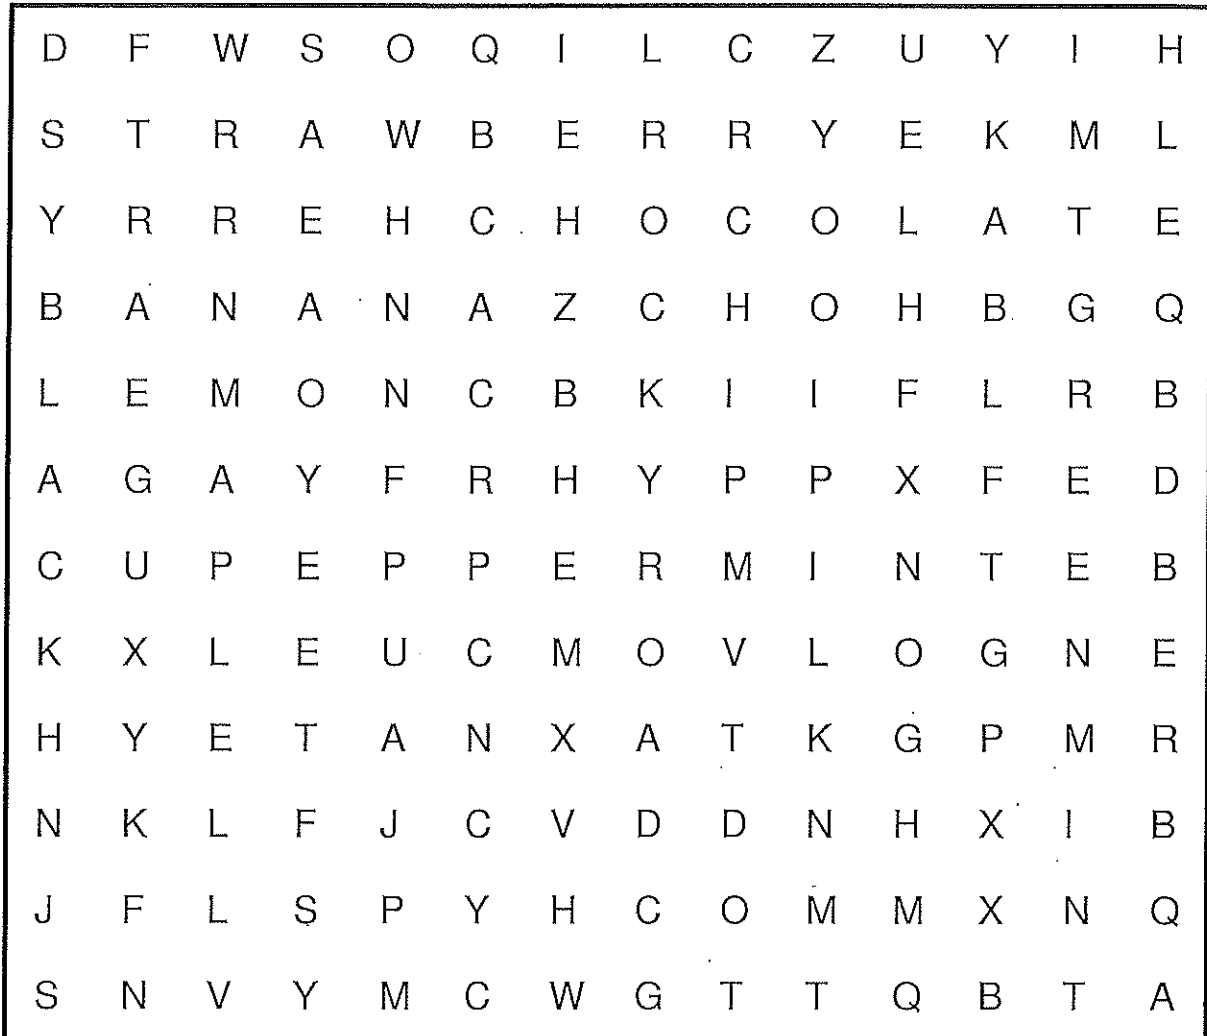 D F W S O Q I L C Z U Y I H
S T R A W B E R R Y E K M L
Y R R E H C H O C O L A T E
B A N A N A Z C H O H B G Q
L E M O N C B K I I F L R B
A G A Y F R H Y P P X F E D
C U P E P P E R M I N T E B
K X L E U C M O V L O G N E
H Y E T A N X A T K G P M R
N K L F J C V D D N H X I B
J F L S P Y H C O M M X N Q
S N V Y M C W G T T Q B T A